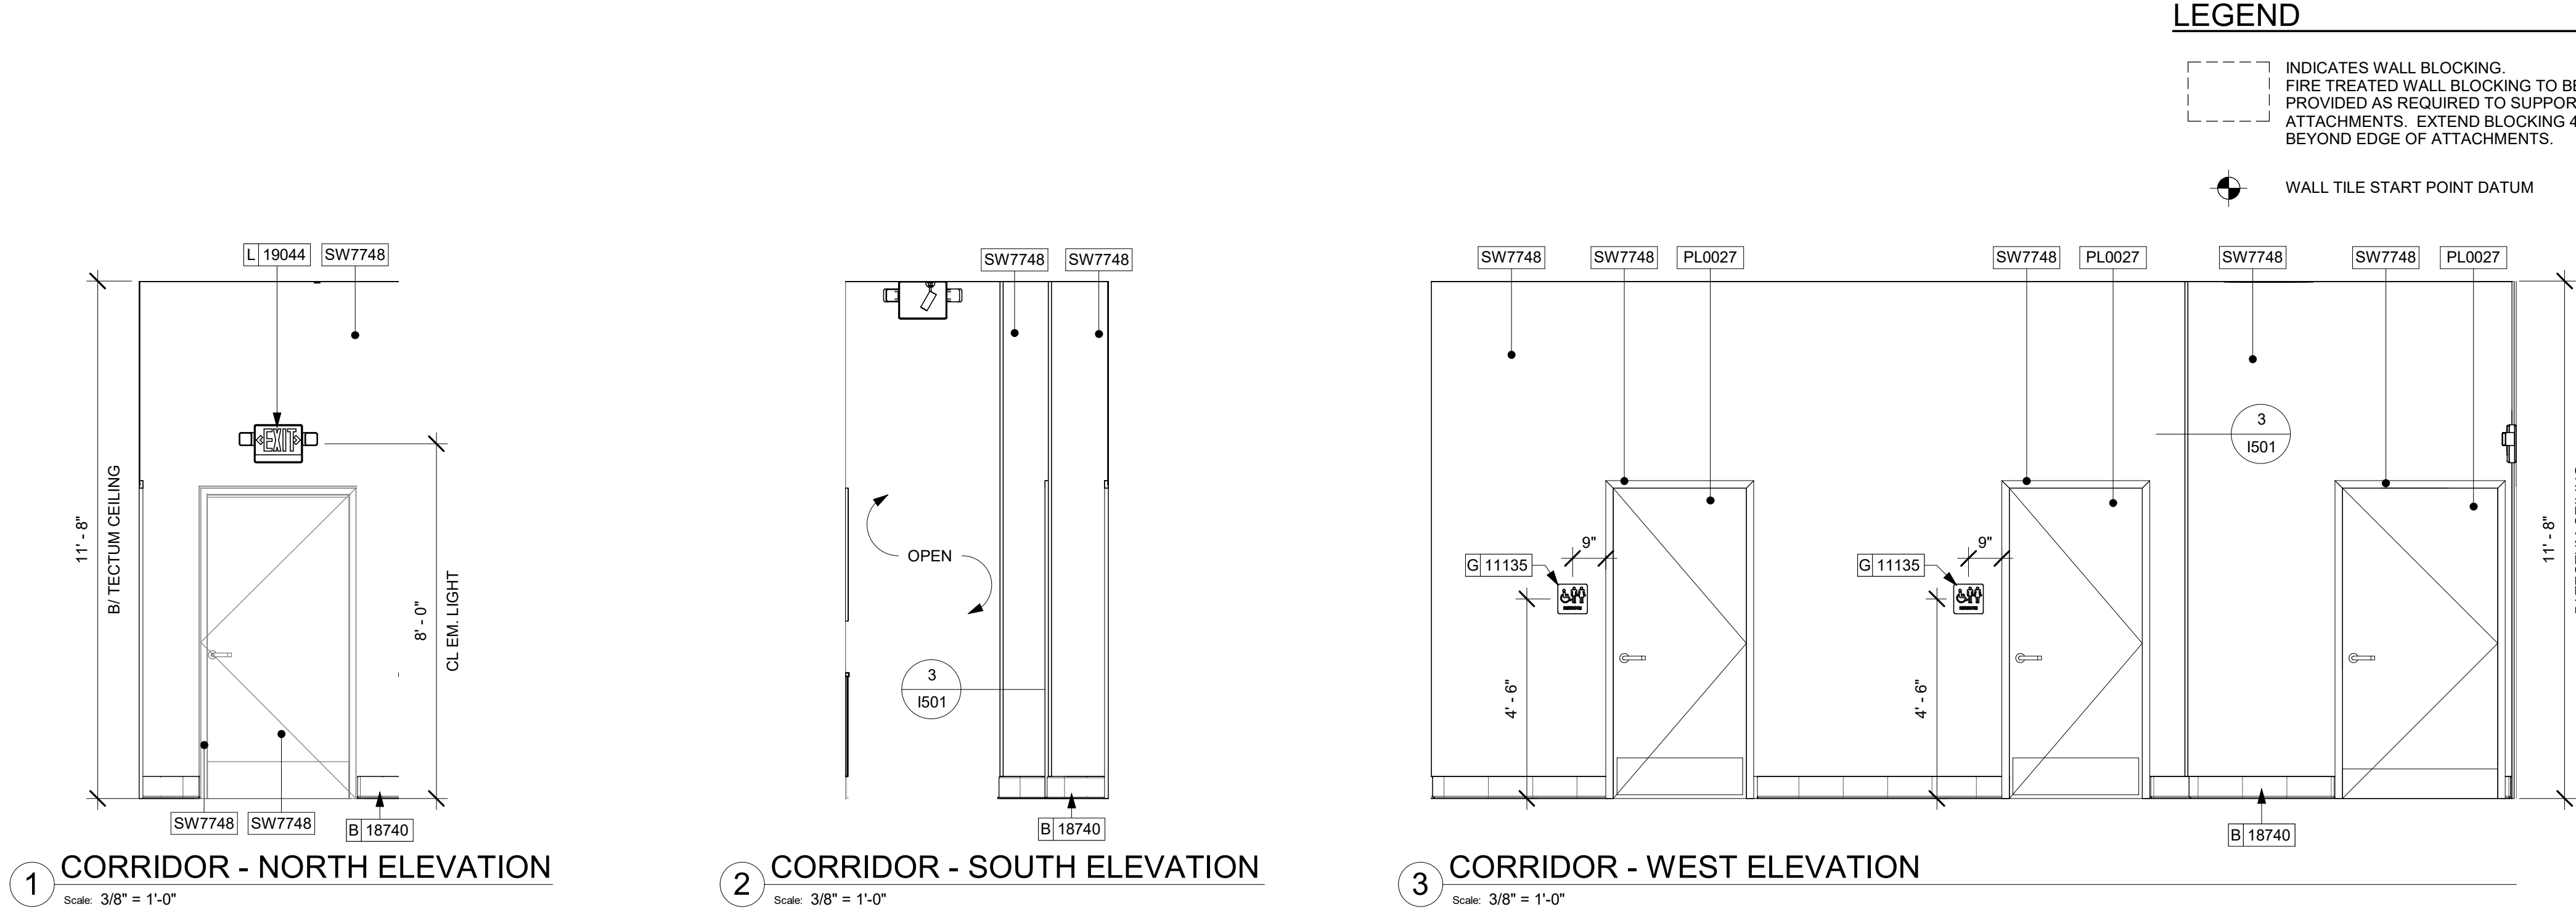 LEGEND
INDICATES WALL BLOCKING.
FIRE TREATED WALL BLOCKING TO BE
PROVIDED AS REQUIRED TO SUPPOR
ATTACHMENTS. EXTEND BLOCKING 4
BEYOND EDGE OF ATTACHMENTS.
WALL TILE START POINT DATUM
L 19044
SW7748
11' - 8"
B/ TECTUM CEILING
EXIT
8' - 0"
CL EM. LIGHT
SW7748
SW7748
B 18740
1
CORRIDOR - NORTH ELEVATION
Scale: 3/8" = 1'-0"
SW7748
SW7748
OPEN
3
I501
B 18740
2
CORRIDOR - SOUTH ELEVATION
Scale: 3/8" = 1'-0"
SW7748
SW7748
PL0027
SW7748
PL0027
SW7748
SW7748
PL0027
3
I501
9"
G 11135
4' - 6"
9"
G 11135
4' - 6"
11' - 8"
B 18740
3
CORRIDOR - WEST ELEVATION
Scale: 3/8" = 1'-0"